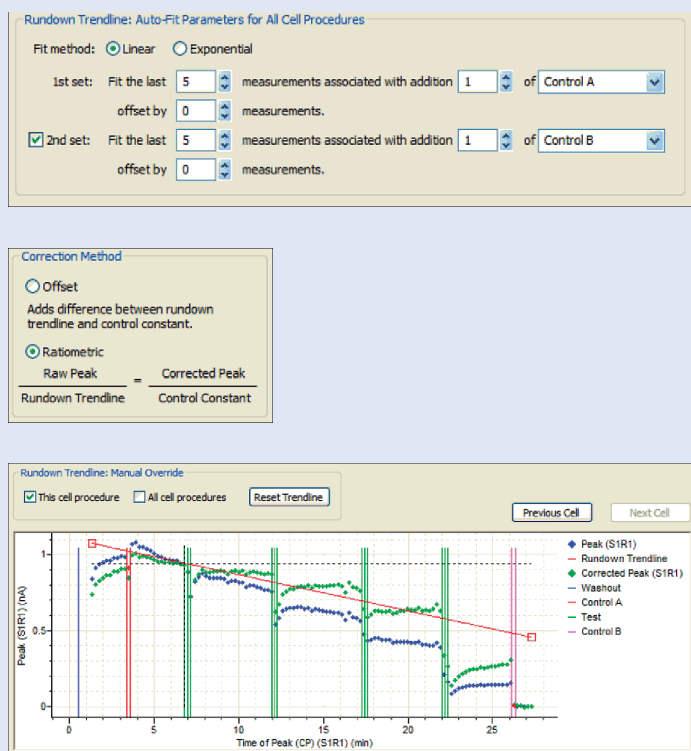 Rundown Trendline: Auto-Fit Parameters for All Cell Procedures
Fit method: Linear Exponential
1st set: Fit the last 5 measurements associated with addition 1 of Control A
offset by 0 measurements.
2nd set: Fit the last 5 measurements associated with addition 1 of Control B
offset by 0 measurements.
Correction Method
Offset
Adds difference between rundown
trendline and control constant.
Ratiometric
Raw Peak = Corrected Peak
Rundown Trendline Control Constant
Rundown Trendline: Manual Override
This cell procedure All cell procedures Reset Trendline
Previous Cell Next Cell
Peak (S1R1)
Rundown Trendline
Corrected Peak (S1R1)
Washout
Control A
Test
Control B
Peak (S1R1) (nA)
1
0.5
0
0 5 10 15 20 25
Time of Peak (CP) (S1R1) (min)